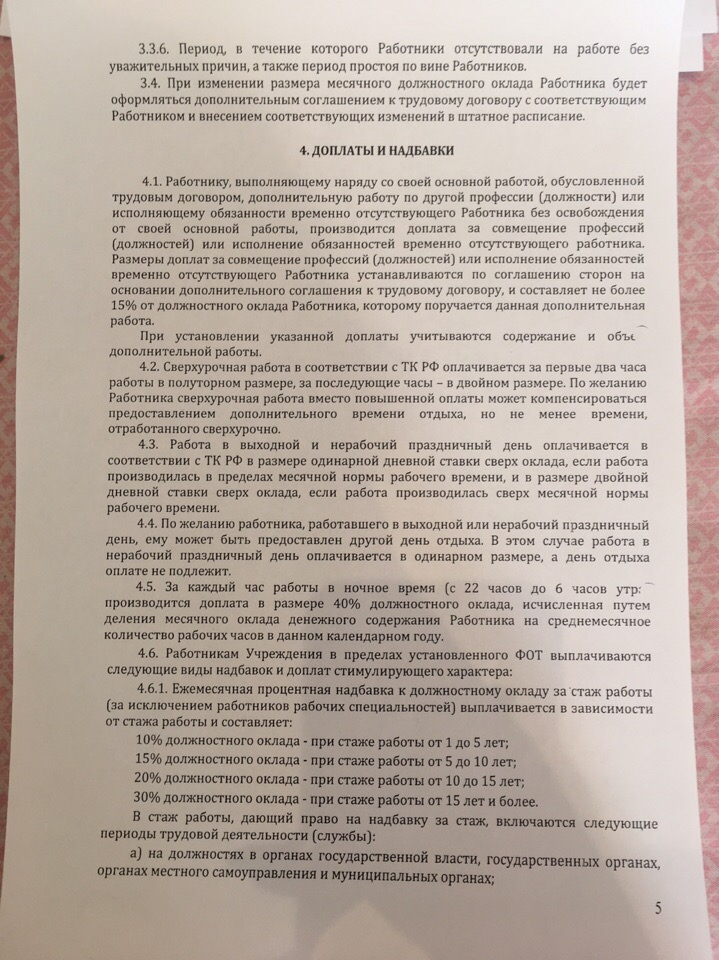 3.3.6. Период, в течение которого Работники отсутствовали на работе без
уважительных причин, а также период простоя по вине Работников.
3.4. При изменении размера месячного должностного оклада Работника будет
оформляться дополнительным соглашением к трудовому договору с соответствующим
Работником и внесением соответствующих изменений в штатное расписание.
4. ДОПЛАТЫ И НАДБАВКИ
4.1. Работнику, выполняющему наряду со своей основной работой, обусловленной
трудовым договором, дополнительную работу по другой профессии (должности) или
исполняющему обязанности временно отсутствующего Работника без освобождения
от своей основной работы, производится доплата за совмещение профессий
(должностей) или исполнение обязанностей временно отсутствующего работника.
Размеры доплат за совмещение профессий (должностей) или исполнение обязанностей
временно отсутствующего Работника устанавливаются по соглашению сторон на
основании дополнительного соглашения к трудовому договору, и составляет не более
15% от должностного оклада Работника, которому поручается данная дополнительная
работа.
При установлении указанной доплаты учитываются содержание и
дополнительной работы.
4.2. Сверхурочная работа в соответствии с ТК РФ оплачивается за первые два часа
работы в полуторном размере, за последующие часы – в двойном размере. По желанию
Работника сверхурочная работа вместо повышенной оплаты может компенсироваться
предоставлением дополнительного времени отдыха, но не менее времени,
отработанного сверхурочно.
4.3. Работа в выходной и нерабочий праздничный день оплачивается в
соответствии с ТК РФ в размере одинарной дневной ставки сверх оклада, если работа
производилась в пределах месячной нормы рабочего времени, и в размере двойной
дневной ставки сверх оклада, если работа производилась сверх месячной нормы
рабочего времени.
4.4. По желанию работника, работавшего в выходной или нерабочий праздничный
день, ему может быть предоставлен другой день отдыха. В этом случае работа в
нерабочий праздничный день оплачивается в одинарном размере, а день отдыха
оплате не подлежит.
4.5. За каждый час работы в ночное время (с 22 часов до 6 часов
производится доплата в размере 40% должностного оклада, исчисленная путем
деления месячного оклада денежного содержания Работника на среднемесячное
количество рабочих часов в данном календарном году.
4.6. Работникам Учреждения в пределах установленного ФОТ выплачиваются
следующие виды надбавок и доплат стимулирующего характера:
4.6.1. Ежемесячная процентная надбавка к должностному окладу за стаж работы
(за исключением работников рабочих специальностей) выплачивается в зависимости
от стажа работы и составляет:
10% должностного оклада - при стаже работы от 1 до 5 лет;
15% должностного оклада - при стаже работы от 5 до 10 лет;
20% должностного оклада - при стаже работы от 10 до 15 лет;
30% должностного оклада - при стаже работы от 15 лет и более.
В стаж работы, дающий право на надбавку за стаж, включаются следующие
периоды трудовой деятельности (службы):
а) на должностях в органах государственной власти, государственных органах,
органах местного самоуправления и муниципальных органах;
5